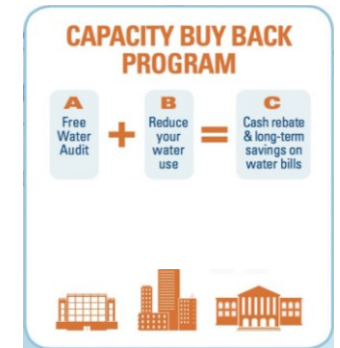 CAPACITY BUY BACK
PROGRAM
A
Free
Water
Audit
+
B
Reduce
your
water
use
=
C
Cash rebate
& long-term
savings on
water bills